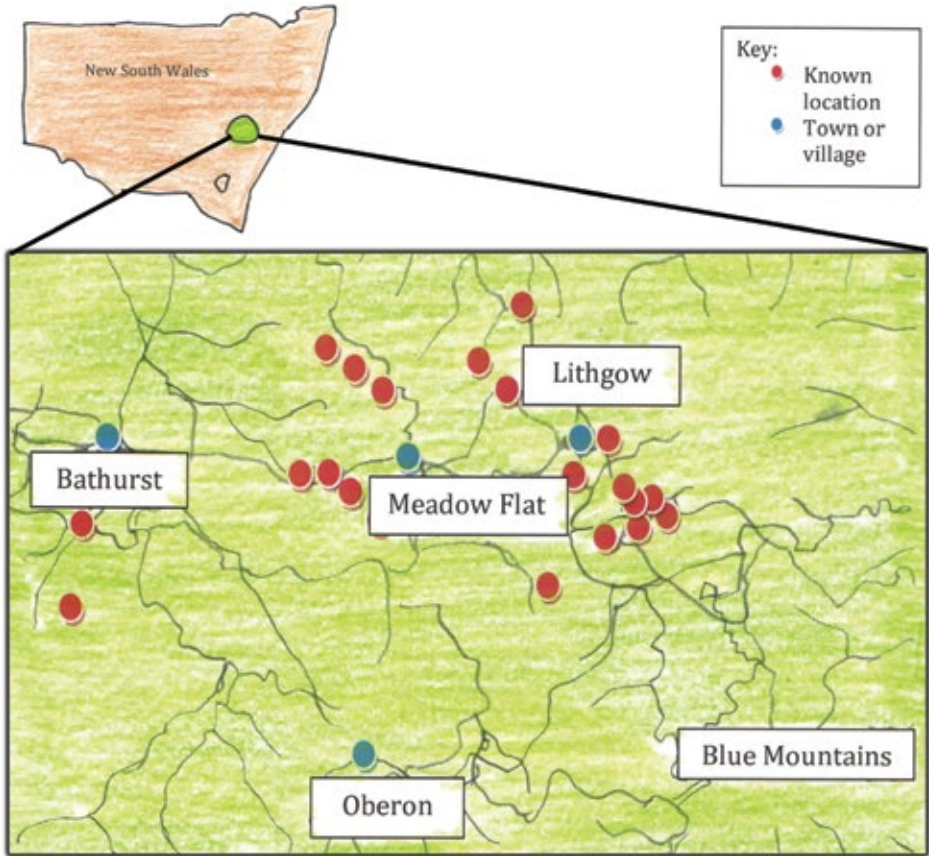 New South Wales
Key:
Known
location
Town or
village
Lithgow
Bathurst
Meadow Flat
Blue Mountains
Oberon